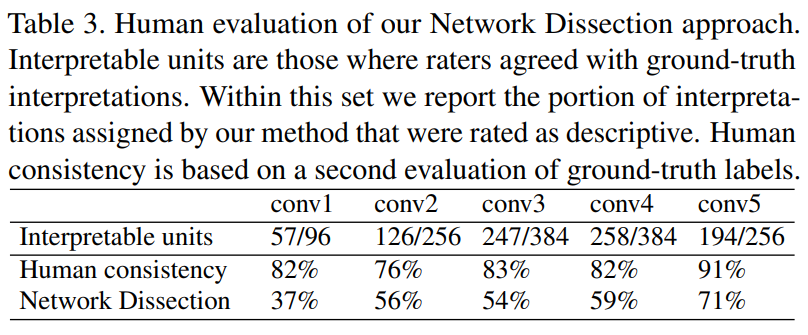 Table 3. Human evaluation of our Network Dissection approach.
Interpretable units are those where raters agreed with ground-truth
interpretations. Within this set we report the portion of interpreta-
tions assigned by our method that were rated as descriptive. Human
consistency is based on a second evaluation of ground-truth labels.
conv1 conv2 conv3 conv4 conv5
Interpretable units 57/96 126/256 247/384 258/384 194/256
Human consistency 82% 76% 83% 82% 91%
Network Dissection 37% 56% 54% 59% 71%